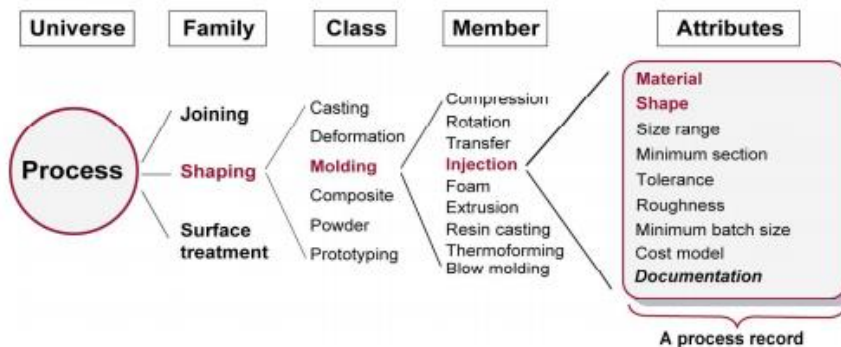 Universe
Family
Class
Member
Attributes
Process
Joining
Shaping
Surface
treatment
Casting
Deformation
Molding
Composite
Powder
Prototyping
Compression
Rotation
Transfer
Injection
Foam
Extrusion
Resin casting
Thermoforming
Blow molding
Material
Shape
Size range
Minimum section
Tolerance
Roughness
Minimum batch size
Cost model
Documentation
A process record